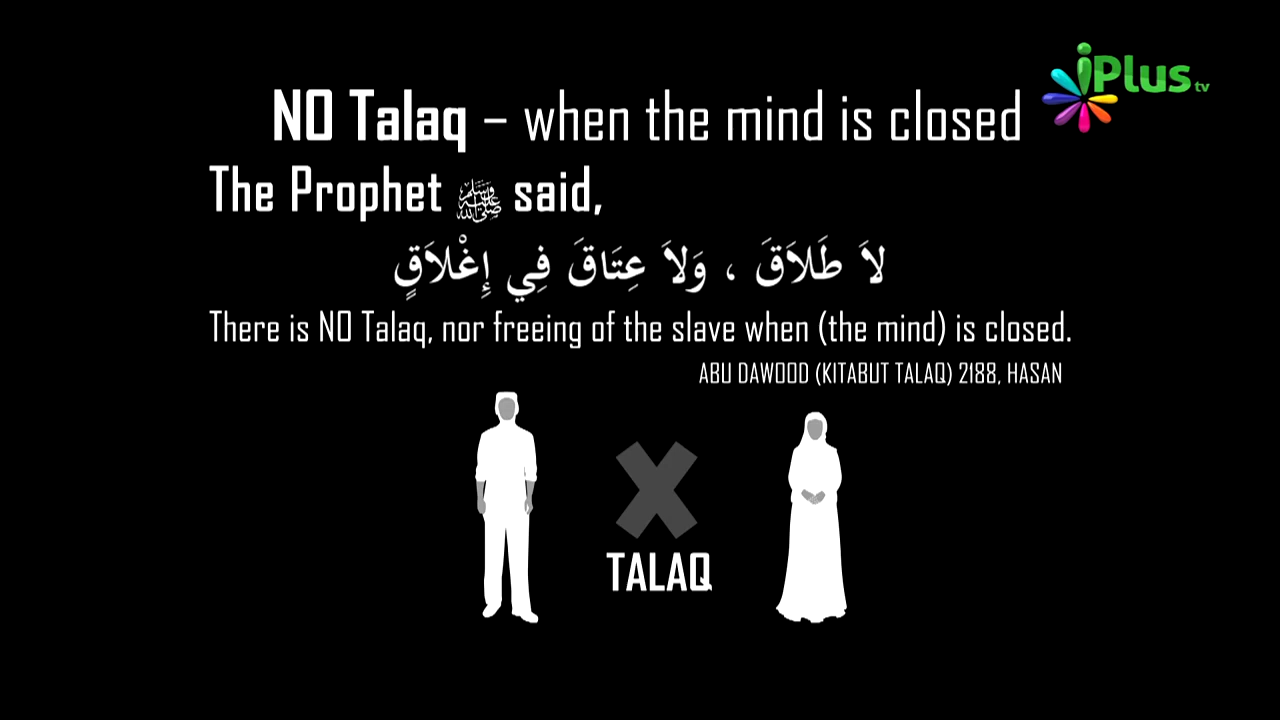 iPlus tv
NO Talaq – when the mind is closed
The Prophet ﷺ said,
لاَ طَلاَقَ ، وَلاَ عِتَاقَ فِي إِغْلاَقٍ
There is NO Talaq, nor freeing of the slave when (the mind) is closed.
ABU DAWOOD (KITABUT TALAQ) 2188, HASAN
TALAQ